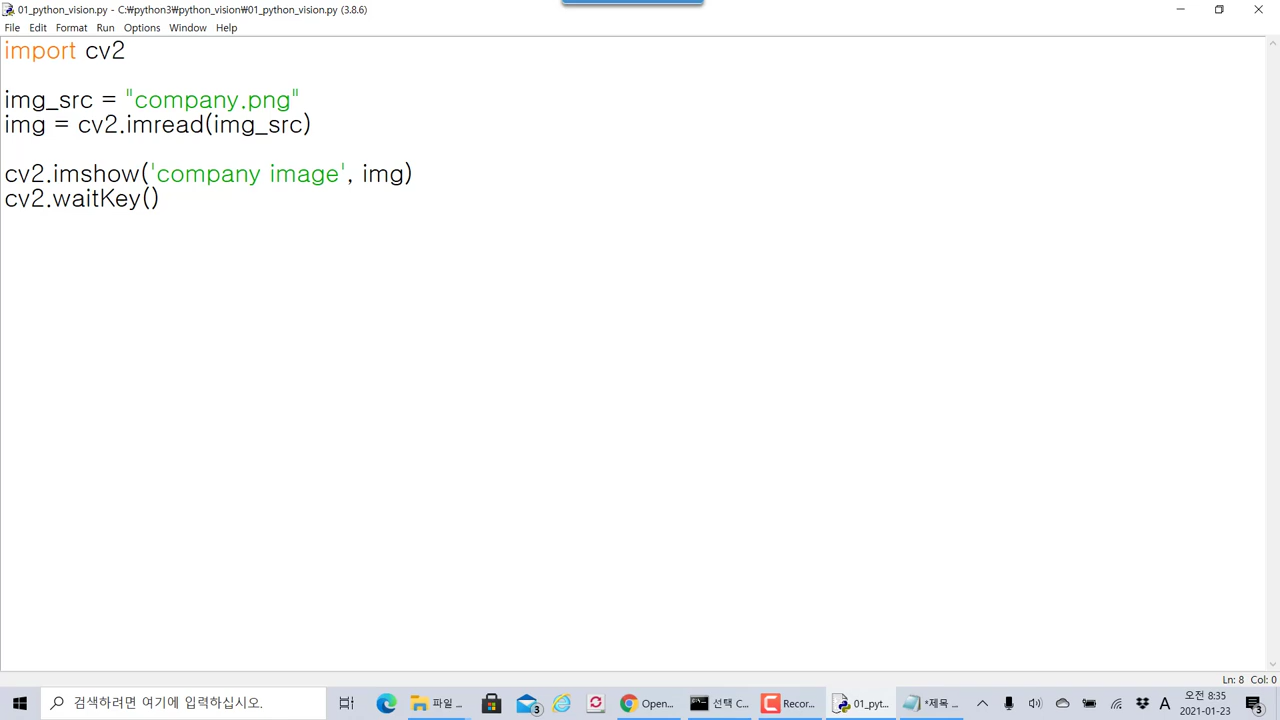 01_python_vision.py - C:₩python3₩python_vision₩01_python_vision.py (3.8.6)
File Edit Format Run Options Window Help
import cv2
img_src = "company.png"
img = cv2.imread(img_src)
cv2.imshow('company image', img)
cv2.waitKey()
Ln: 8 Col: 0
검색하려면 여기에 입력하십시오.
파일 ...
3
Open...
선택 C...
Recor...
01_pyt...
*제목 ...
A
오전 8:35
2021-01-23
3